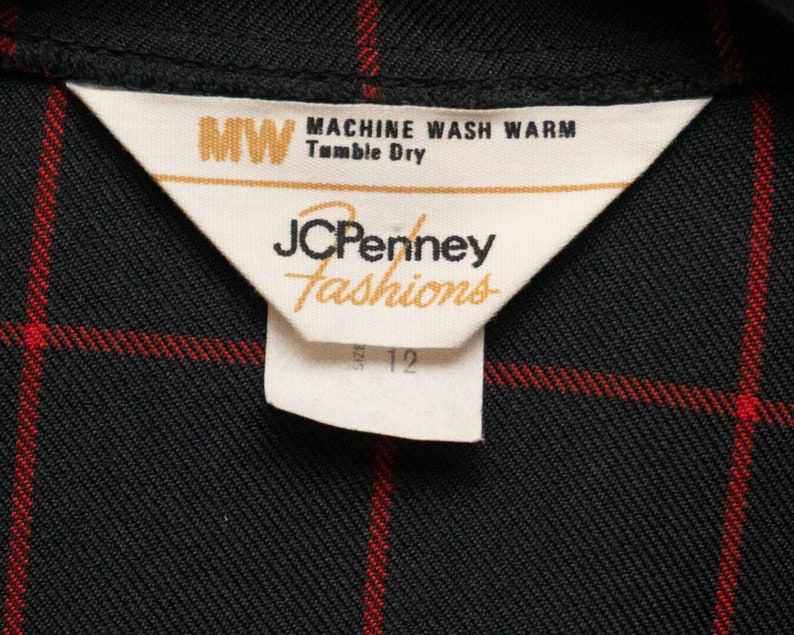 MW MACHINE WASH WARM
Tumble Dry
JCPenney
fashions
SIZE 12